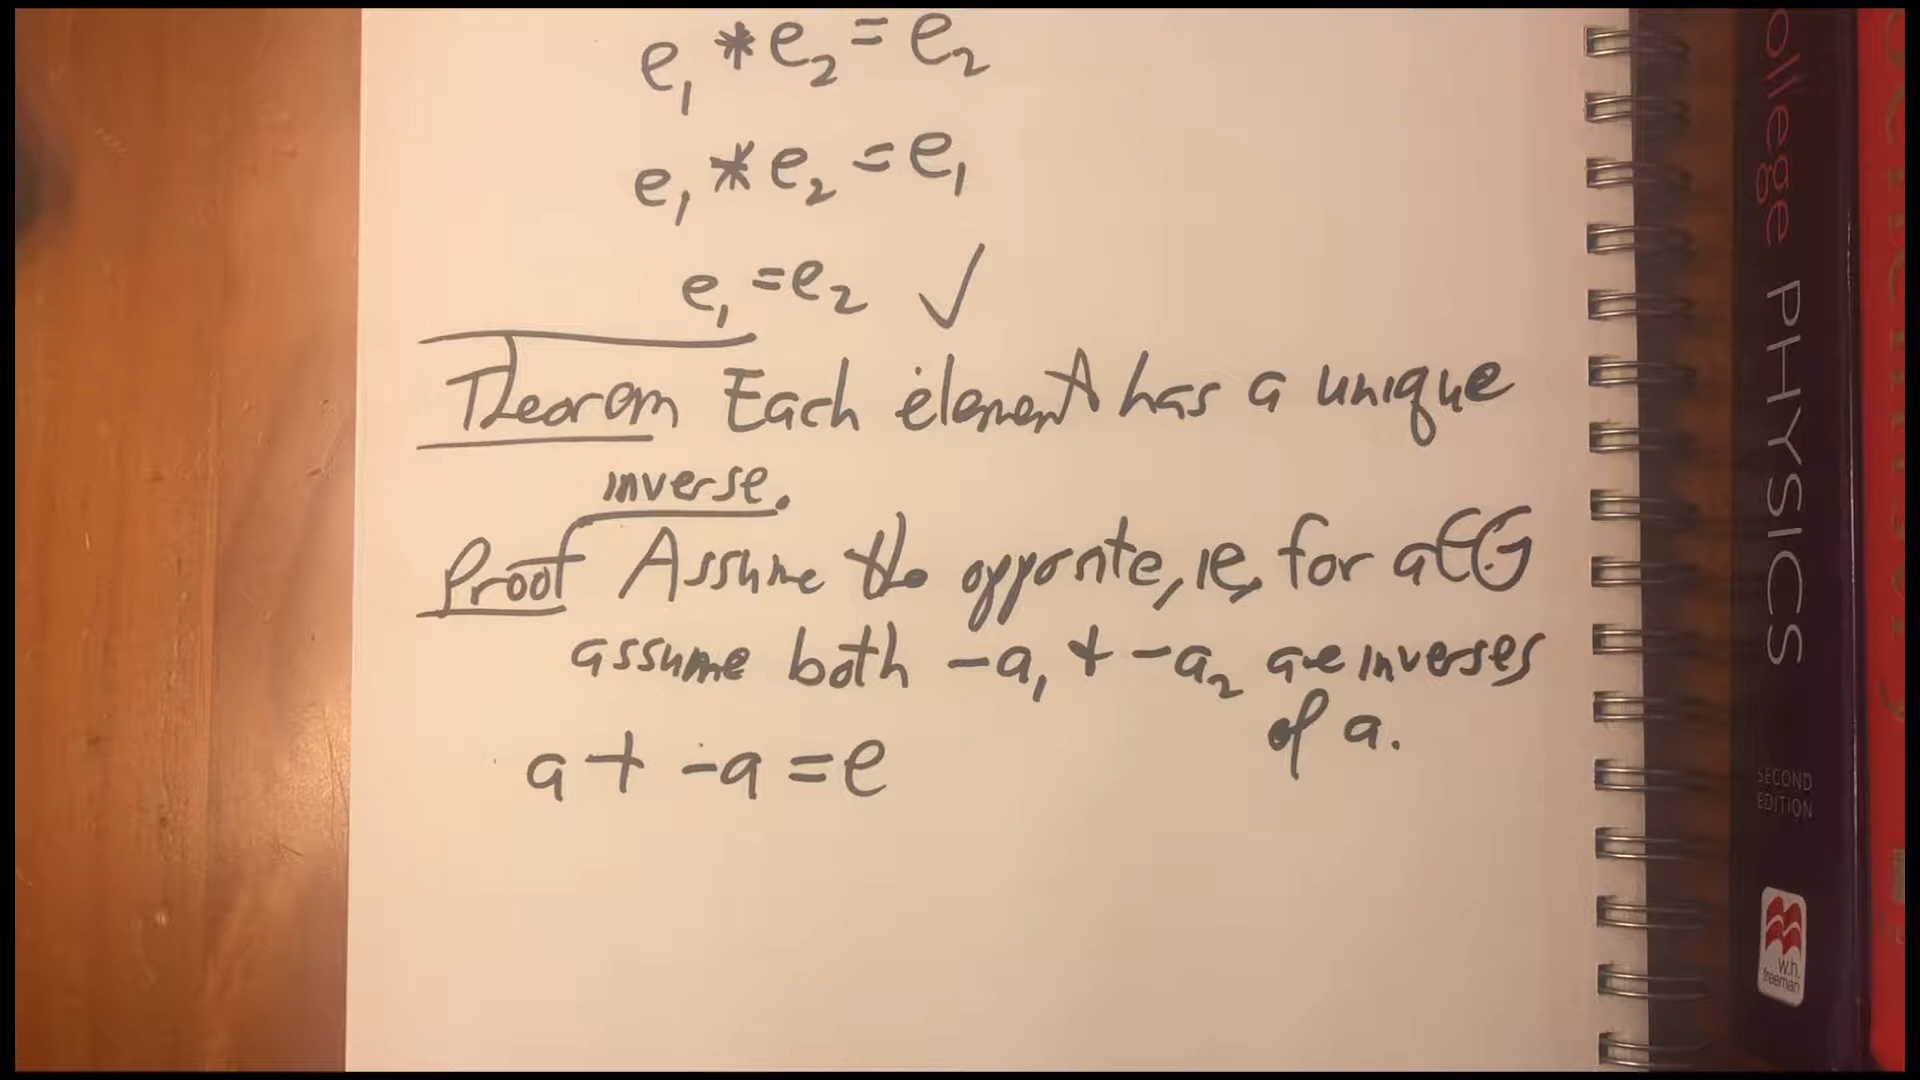 e₁ * e₂ = e₂
e₁ * e₂ = e₁
e₁ = e₂ ✓
Theorem Each element has a unique
inverse.
Proof Assume the opposite, ie, for a∈G
assume both -a₁ + -a₂ are inverses
of a.
a + -a = e
ollege PHYSICS
SECOND
EDITION
w.h.
freeman